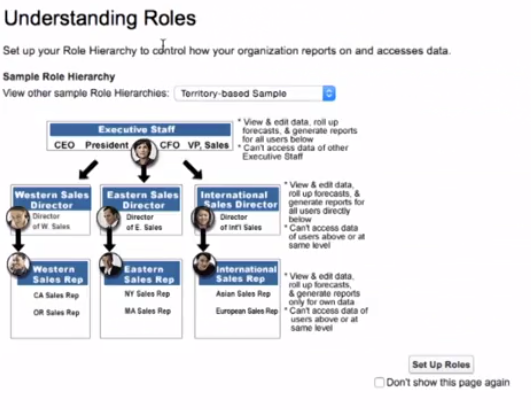 Understanding Roles
Set up your Role Hierarchy to control how your organization reports on and accesses data.
Sample Role Hierarchy
View other sample Role Hierarchies: Territory-based Sample
Executive Staff
CEO President CFO VP, Sales
* View & edit data, roll up
forecasts, & generate reports
for all users below
* Can't access data of other
Executive Staff
Western Sales
Director
Director
of W. Sales
Eastern Sales
Director
Director
of E. Sales
International
Sales Director
Director
of Int'l Sales
* View & edit data,
roll up forecasts, &
generate reports for
all users directly
below
* Can't access data
of users above or at
same level
Western
Sales Rep
CA Sales Rep
OR Sales Rep
Eastern
Sales Rep
NY Sales Rep
MA Sales Rep
International
Sales Rep
Asian Sales Rep
European Sales Rep
* View & edit data,
roll up forecasts,
& generate reports
only for own data
* Can't access data of
users above or at
same level
Set Up Roles
Don't show this page again